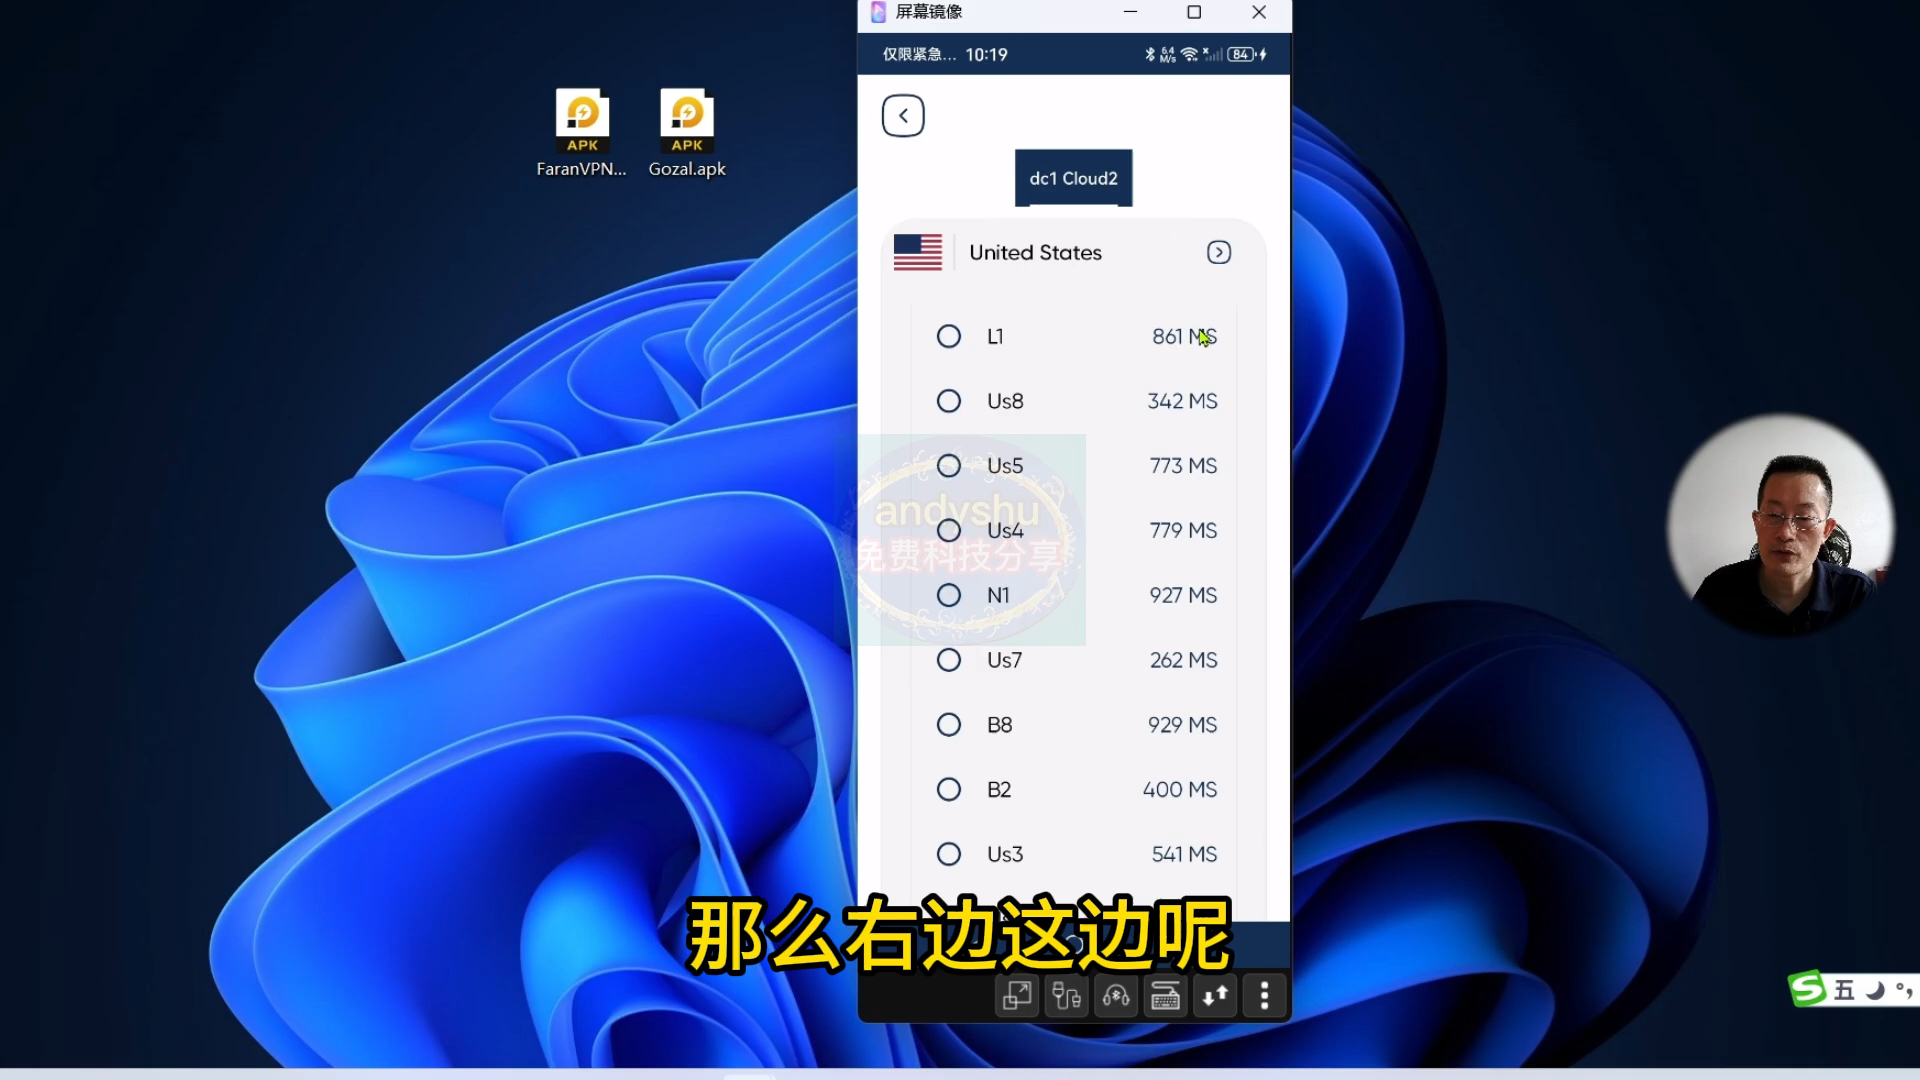 屏幕镜像
仅限紧急... 10:19
6.4 M/s
84
APK
FaranVPN...
APK
Gozal.apk
dc1 Cloud2
United States
L1 861 MS
Us8 342 MS
Us5 773 MS
andyshu
Us4 779 MS
免费科技分享
N1 927 MS
Us7 262 MS
B8 929 MS
B2 400 MS
Us3 541 MS
那么右边这边呢
S 五